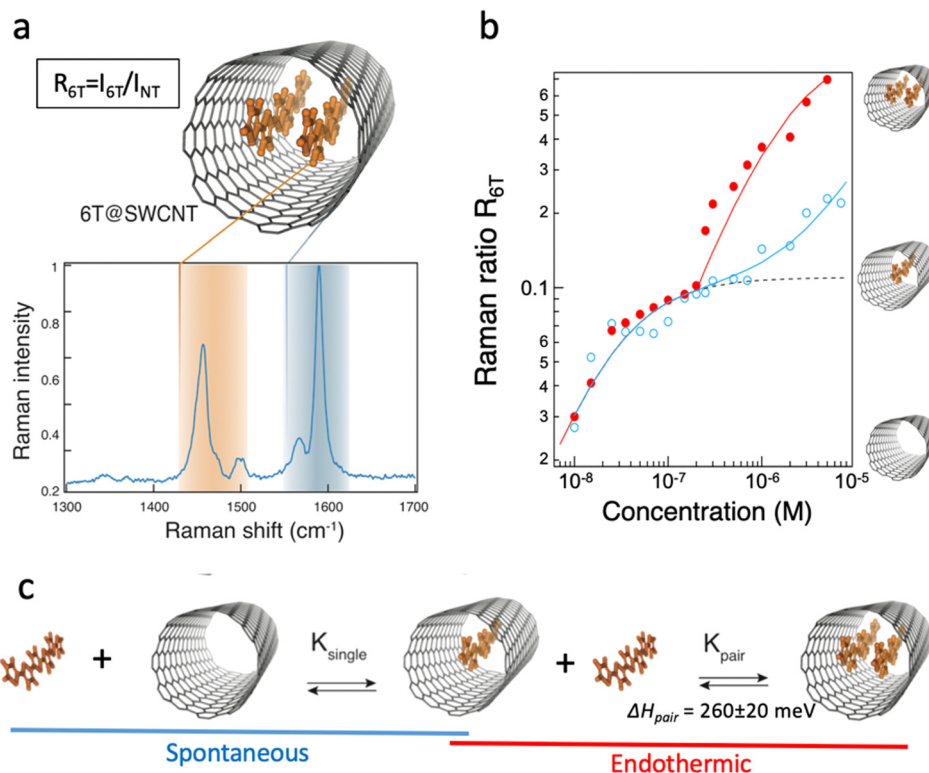 a
R6T=I6T/INT
6T@SWCNT
Raman intensity
1
0.8
0.6
0.4
0.2
1300
1400
1500
1600
1700
Raman shift (cm-1)
b
Raman ratio R6T
6
5
4
3
2
0.1
6
5
4
3
2
10-8
10-7
10-6
10-5
Concentration (M)
c
+
Ksingle
+
Kpair
ΔHpair = 260±20 meV
Spontaneous
Endothermic